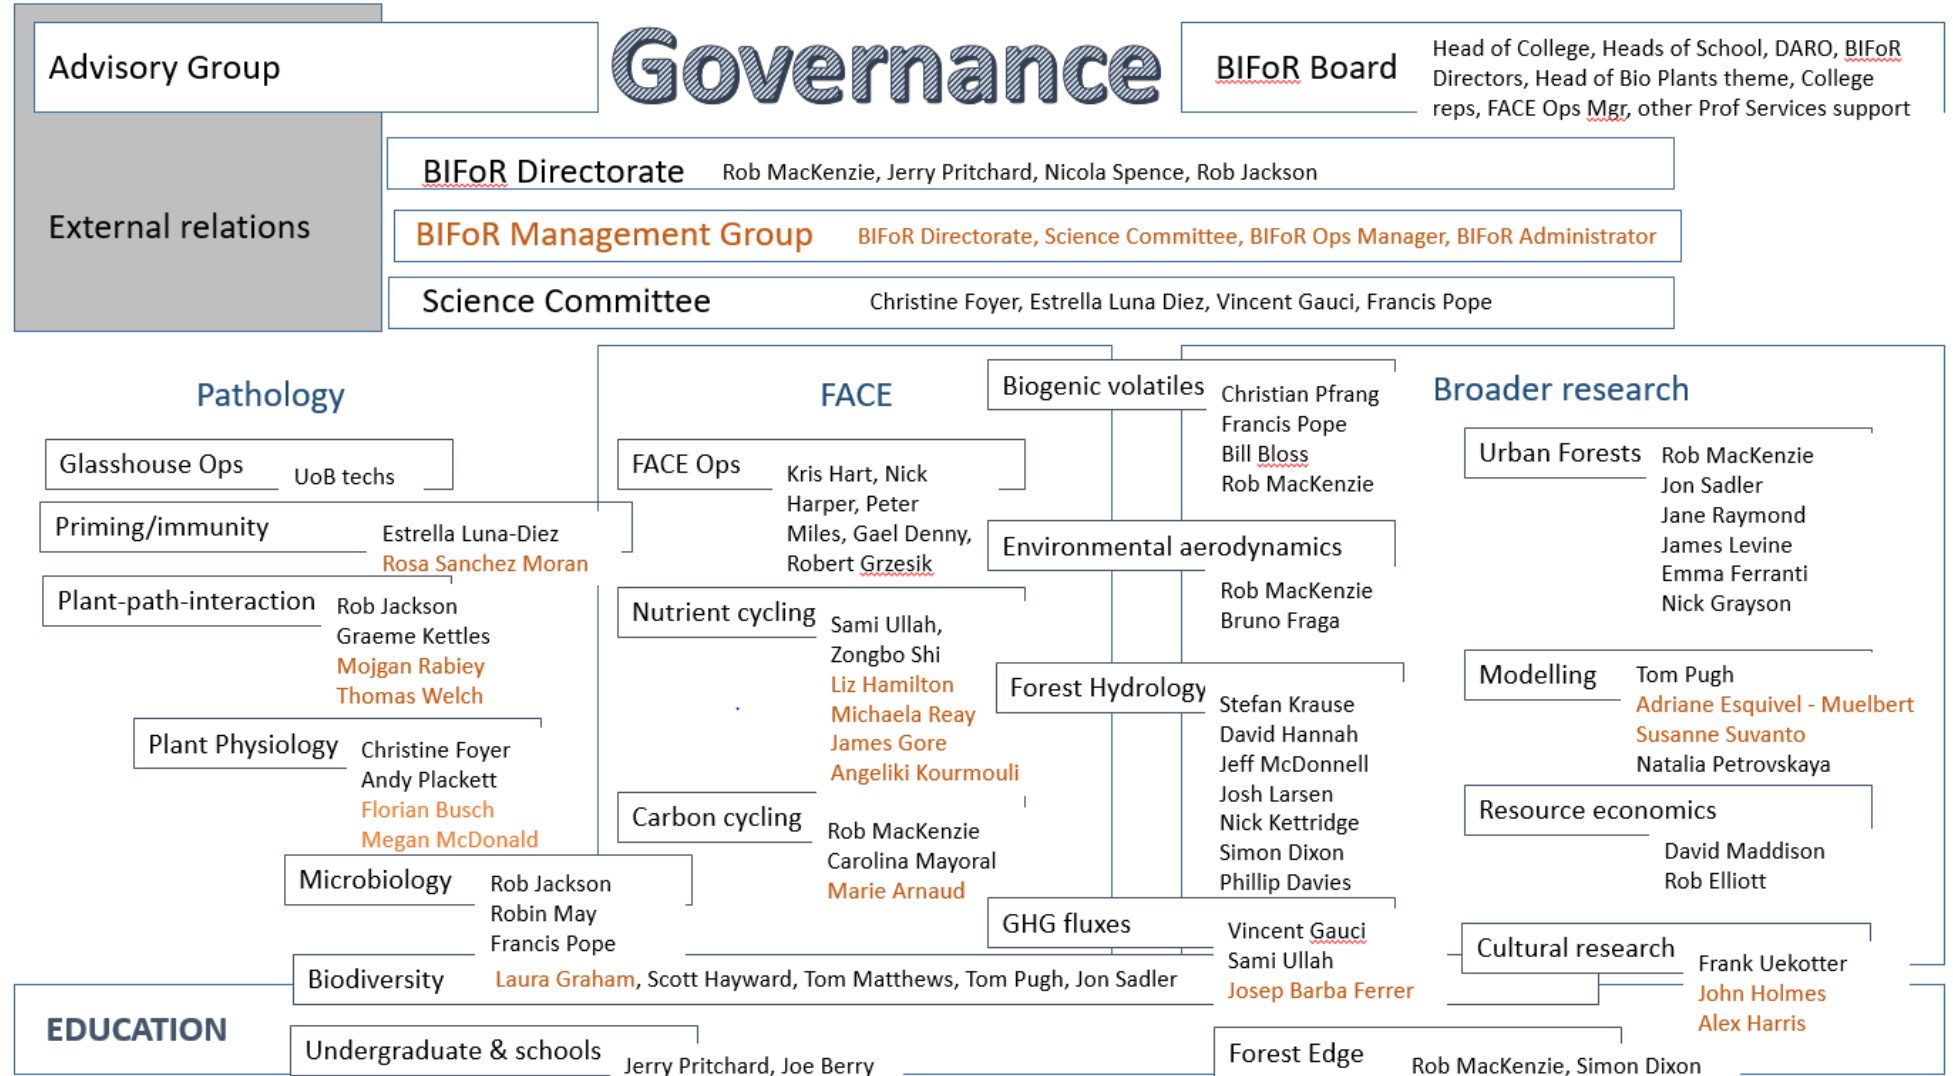 Advisory Group
Governance
BIFoR Board
Head of College, Heads of School, DARO, BIFoR
Directors, Head of Bio Plants theme, College
reps, FACE Ops Mgr, other Prof Services support
BIFoR Directorate
Rob MacKenzie, Jerry Pritchard, Nicola Spence, Rob Jackson
External relations
BIFoR Management Group
BIFoR Directorate, Science Committee, BIFoR Ops Manager, BIFoR Administrator
Science Committee
Christine Foyer, Estrella Luna Diez, Vincent Gauci, Francis Pope
Pathology
Glasshouse Ops
UoB techs
Priming/immunity
Estrella Luna-Diez
Rosa Sanchez Moran
Plant-path-interaction
Rob Jackson
Graeme Kettles
Mojgan Rabiey
Thomas Welch
Plant Physiology
Christine Foyer
Andy Plackett
Florian Busch
Megan McDonald
Microbiology
Rob Jackson
Robin May
Francis Pope
FACE
FACE Ops
Kris Hart, Nick
Harper, Peter
Miles, Gael Denny,
Robert Grzesik
Nutrient cycling
Sami Ullah,
Zongbo Shi
Liz Hamilton
Michaela Reay
James Gore
Angeliki Kourmouli
Carbon cycling
Rob MacKenzie
Carolina Mayoral
Marie Arnaud
Biogenic volatiles
Christian Pfrang
Francis Pope
Bill Bloss
Rob MacKenzie
Environmental aerodynamics
Rob MacKenzie
Bruno Fraga
Forest Hydrology
Stefan Krause
David Hannah
Jeff McDonnell
Josh Larsen
Nick Kettridge
Simon Dixon
Phillip Davies
GHG fluxes
Vincent Gauci
Sami Ullah
Josep Barba Ferrer
Broader research
Urban Forests
Rob MacKenzie
Jon Sadler
Jane Raymond
James Levine
Emma Ferranti
Nick Grayson
Modelling
Tom Pugh
Adriane Esquivel - Muelbert
Susanne Suvanto
Natalia Petrovskaya
Resource economics
David Maddison
Rob Elliott
Cultural research
Frank Uekotter
John Holmes
Alex Harris
Biodiversity
Laura Graham, Scott Hayward, Tom Matthews, Tom Pugh, Jon Sadler
EDUCATION
Undergraduate & schools
Jerry Pritchard, Joe Berry
Forest Edge
Rob MacKenzie, Simon Dixon